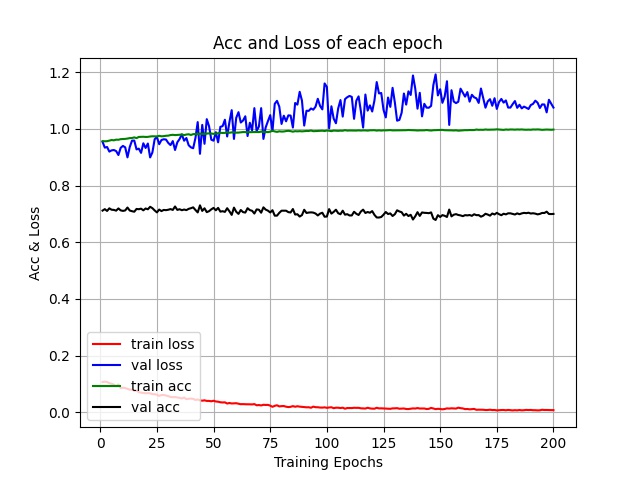 Acc and Loss of each epoch
1.2
1.0
0.8
0.6
0.4
0.2
0.0
Acc & Loss
train loss
val loss
train acc
val acc
0 25 50 75 100 125 150 175 200
Training Epochs